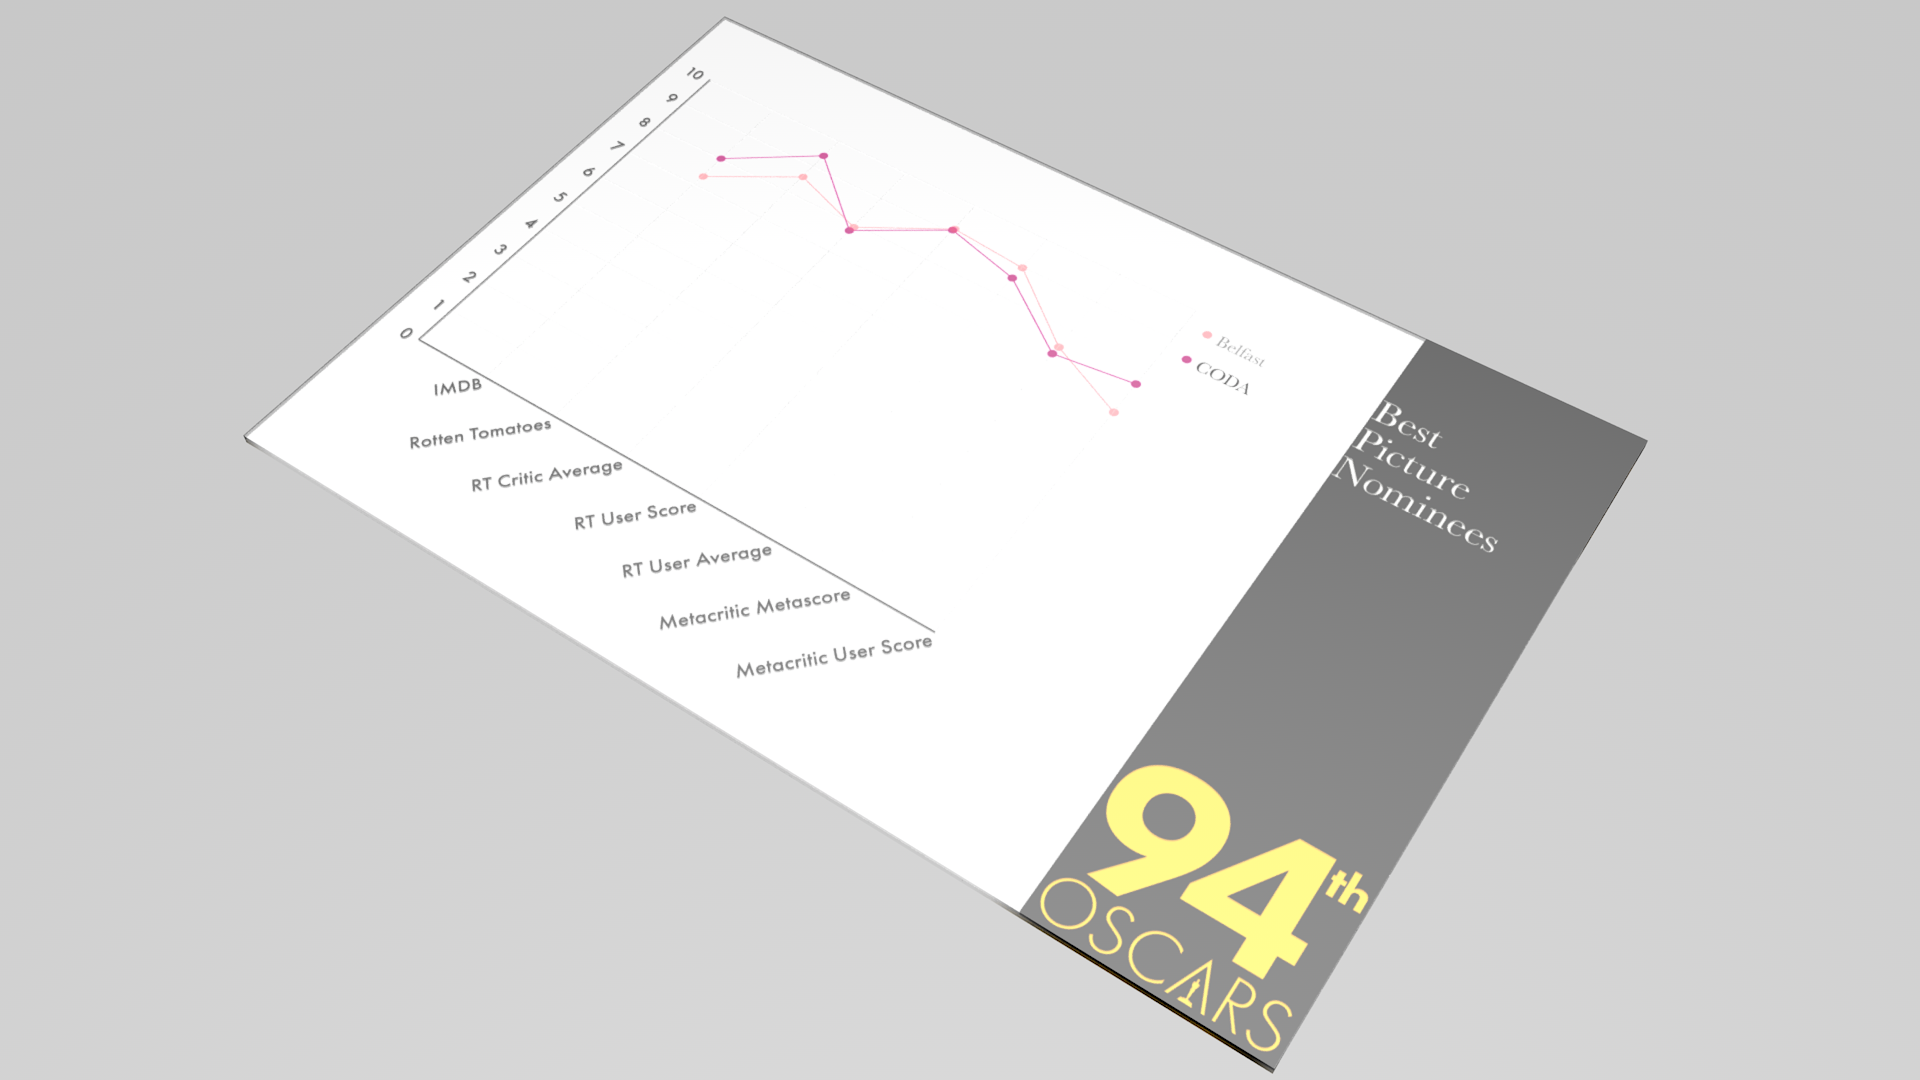 10
9
8
7
6
5
4
3
2
1
0
IMDB
Rotten Tomatoes
RT Critic Average
RT User Score
RT User Average
Metacritic Metascore
Metacritic User Score
Belfast
CODA
Best
Picture
Nominees
94th
OSCARS